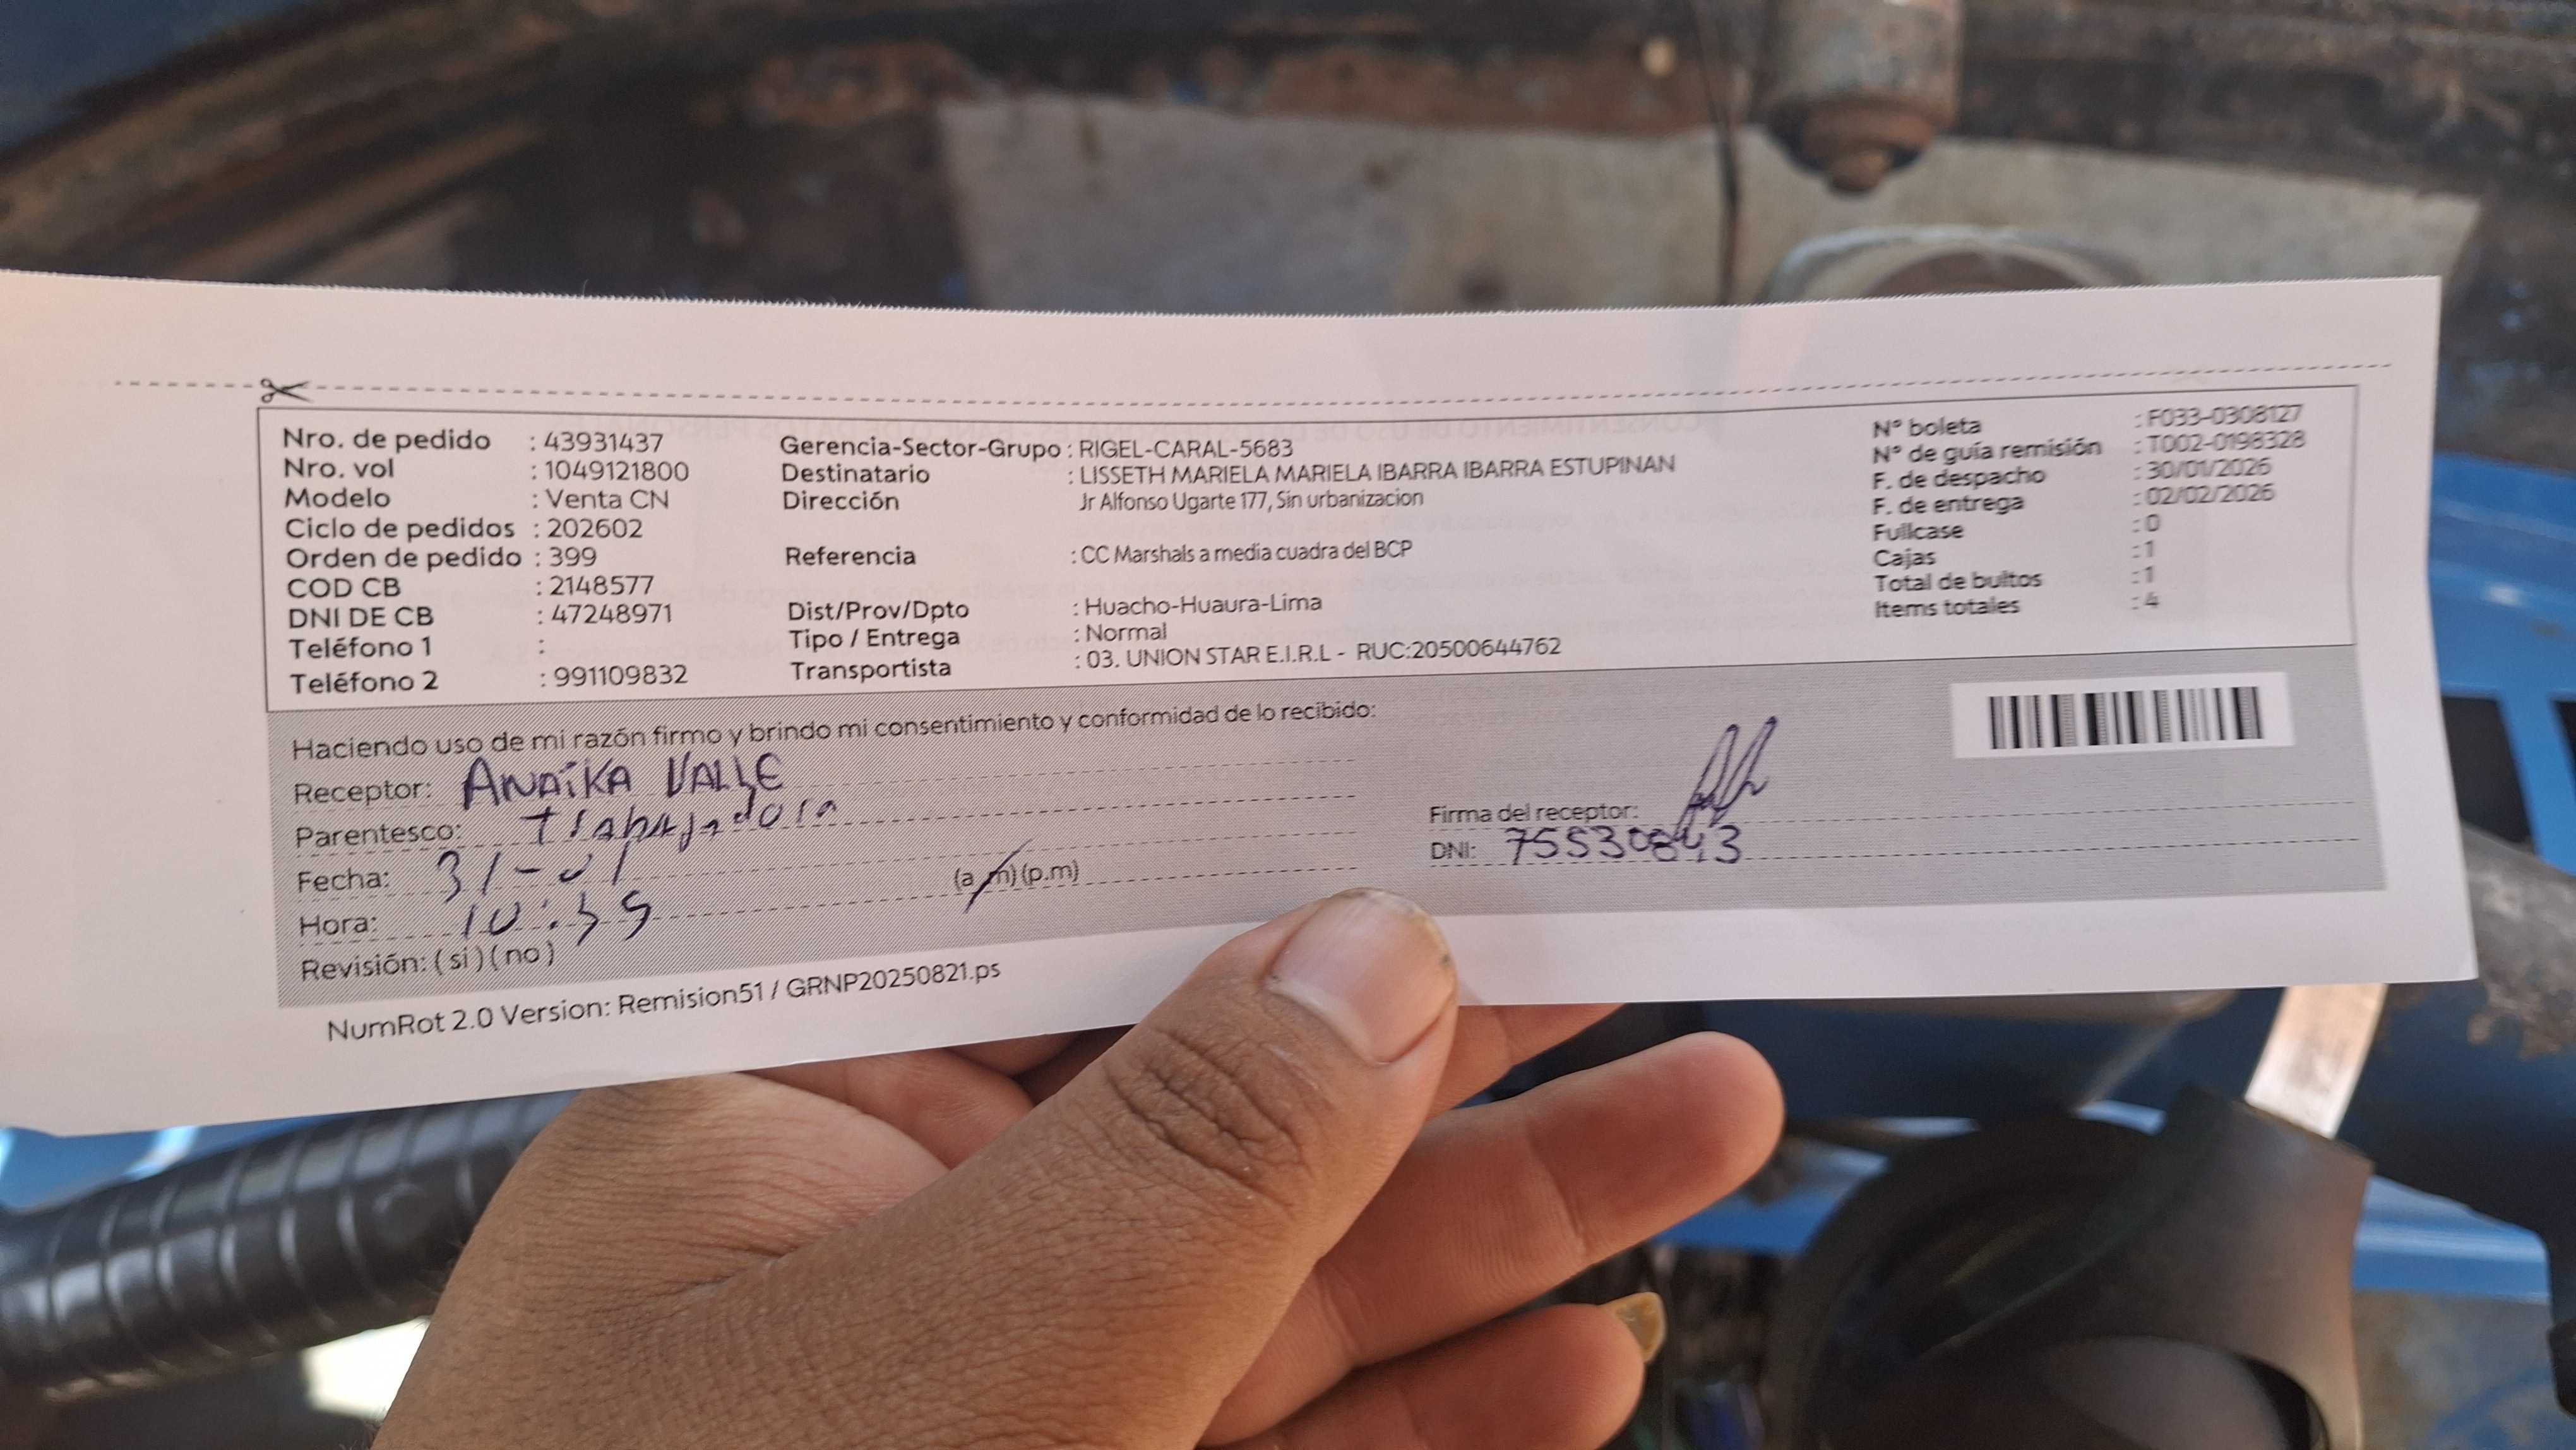 Nro. de pedido : 43931437
Nro. vol : 1049121800
Modelo : Venta CN
Ciclo de pedidos : 202602
Orden de pedido : 399
COD CB : 2148577
DNI DE CB : 47248971
Teléfono 1 :
Teléfono 2 : 991109832
Gerencia-Sector-Grupo : RIGEL-CARAL-5683
Destinatario : LISSETH MARIELA MARIELA IBARRA IBARRA ESTUPINAN
Dirección Jr Alfonso Ugarte 177, Sin urbanizacion
Referencia : CC Marshals a media cuadra del BCP
Dist/Prov/Dpto : Huacho-Huaura-Lima
Tipo / Entrega : Normal
Transportista : 03. UNION STAR E.I.R.L - RUC:20500644762
N° boleta : F033-0308127
N° de guía remisión : T002-0198328
F. de despacho : 30/01/2026
F. de entrega : 02/02/2026
Fullcase : 0
Cajas : 1
Total de bultos : 1
Items totales : 4
Haciendo uso de mi razón firmo y brindo mi consentimiento y conformidad de lo recibido:
Receptor: ANAÍKA VALLE
Parentesco: trabajadora
Fecha: 31-01
Hora: (a.m)(p.m)
Revisión: (si)(no)
Firma del receptor:
DNI:
NumRot 2.0 Version: Remision51 / GRNP20250821.ps